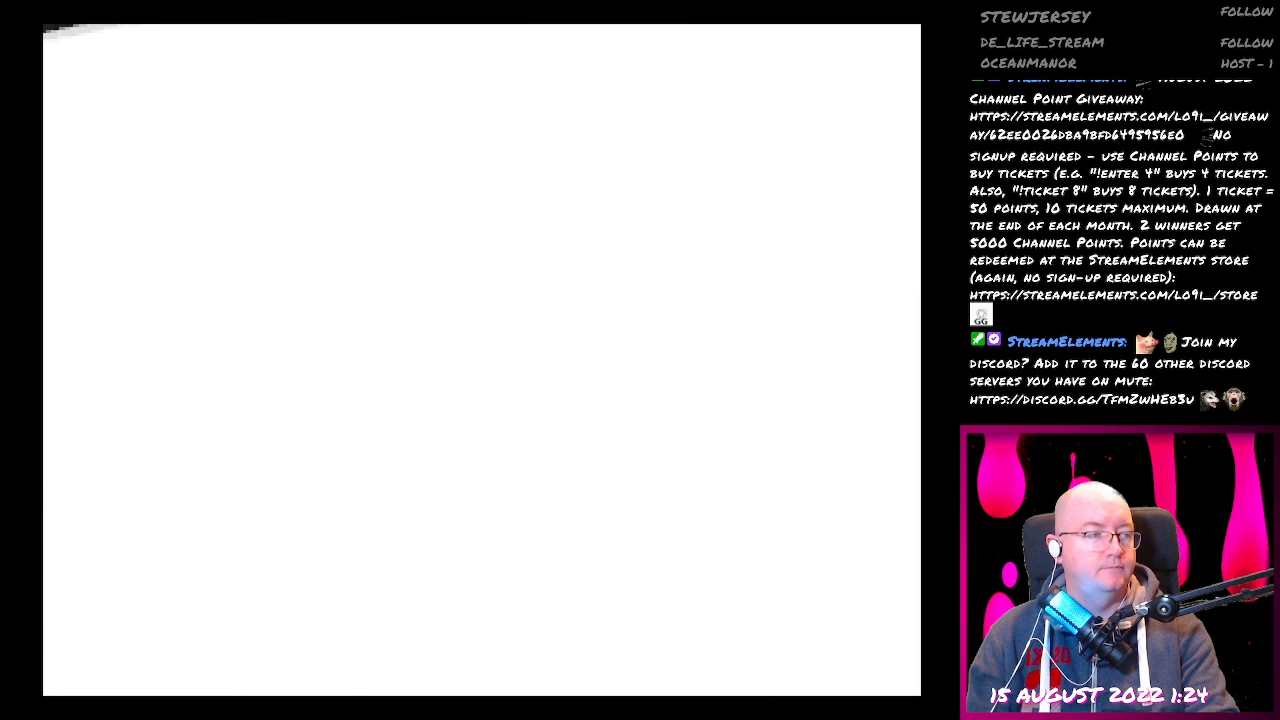 STEWJERSEY FOLLOW
DE_LIFE_STREAM FOLLOW
OCEANMANOR HOST - 1
Channel Point Giveaway:
https://streamelements.com/lo9i_/giveaw
ay/62ee0026dba9bfd6495956e0 No
signup required - use Channel Points to
buy tickets (e.g. "!enter 4" buys 4 tickets.
Also, "!ticket 8" buys 8 tickets). 1 ticket =
50 points, 10 tickets maximum. Drawn at
the end of each month. 2 winners get
5000 Channel Points. Points can be
redeemed at the StreamElements store
(again, no sign-up required):
https://streamelements.com/lo9i_/store
GG
StreamElements: Join my
discord? Add it to the 60 other discord
servers you have on mute:
https://discord.gg/TfmZwHEb3u
15 AUGUST 2022 1:24